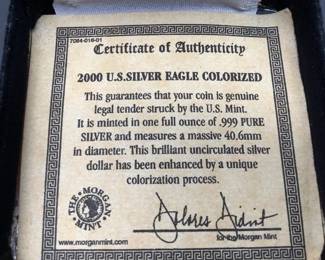 7084-016-01
Certificate of Authenticity
2000 U.S.SILVER EAGLE COLORIZED
This guarantees that your coin is genuine
legal tender struck by the U.S. Mint.
It is minted in one full ounce of .999 PURE
SILVER and measures a massive 40.6mm
in diameter. This brilliant uncirculated silver
dollar has been enhanced by a unique
colorization process.
THE MORGAN MINT
www.morganmint.com
for the Morgan Mint